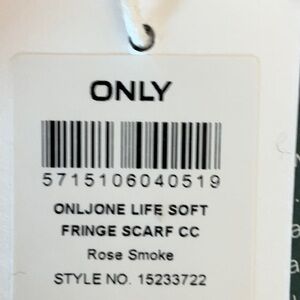 ONLY
5715106040519
ONLJONE LIFE SOFT
FRINGE SCARF CC
Rose Smoke
STYLE NO. 15233722